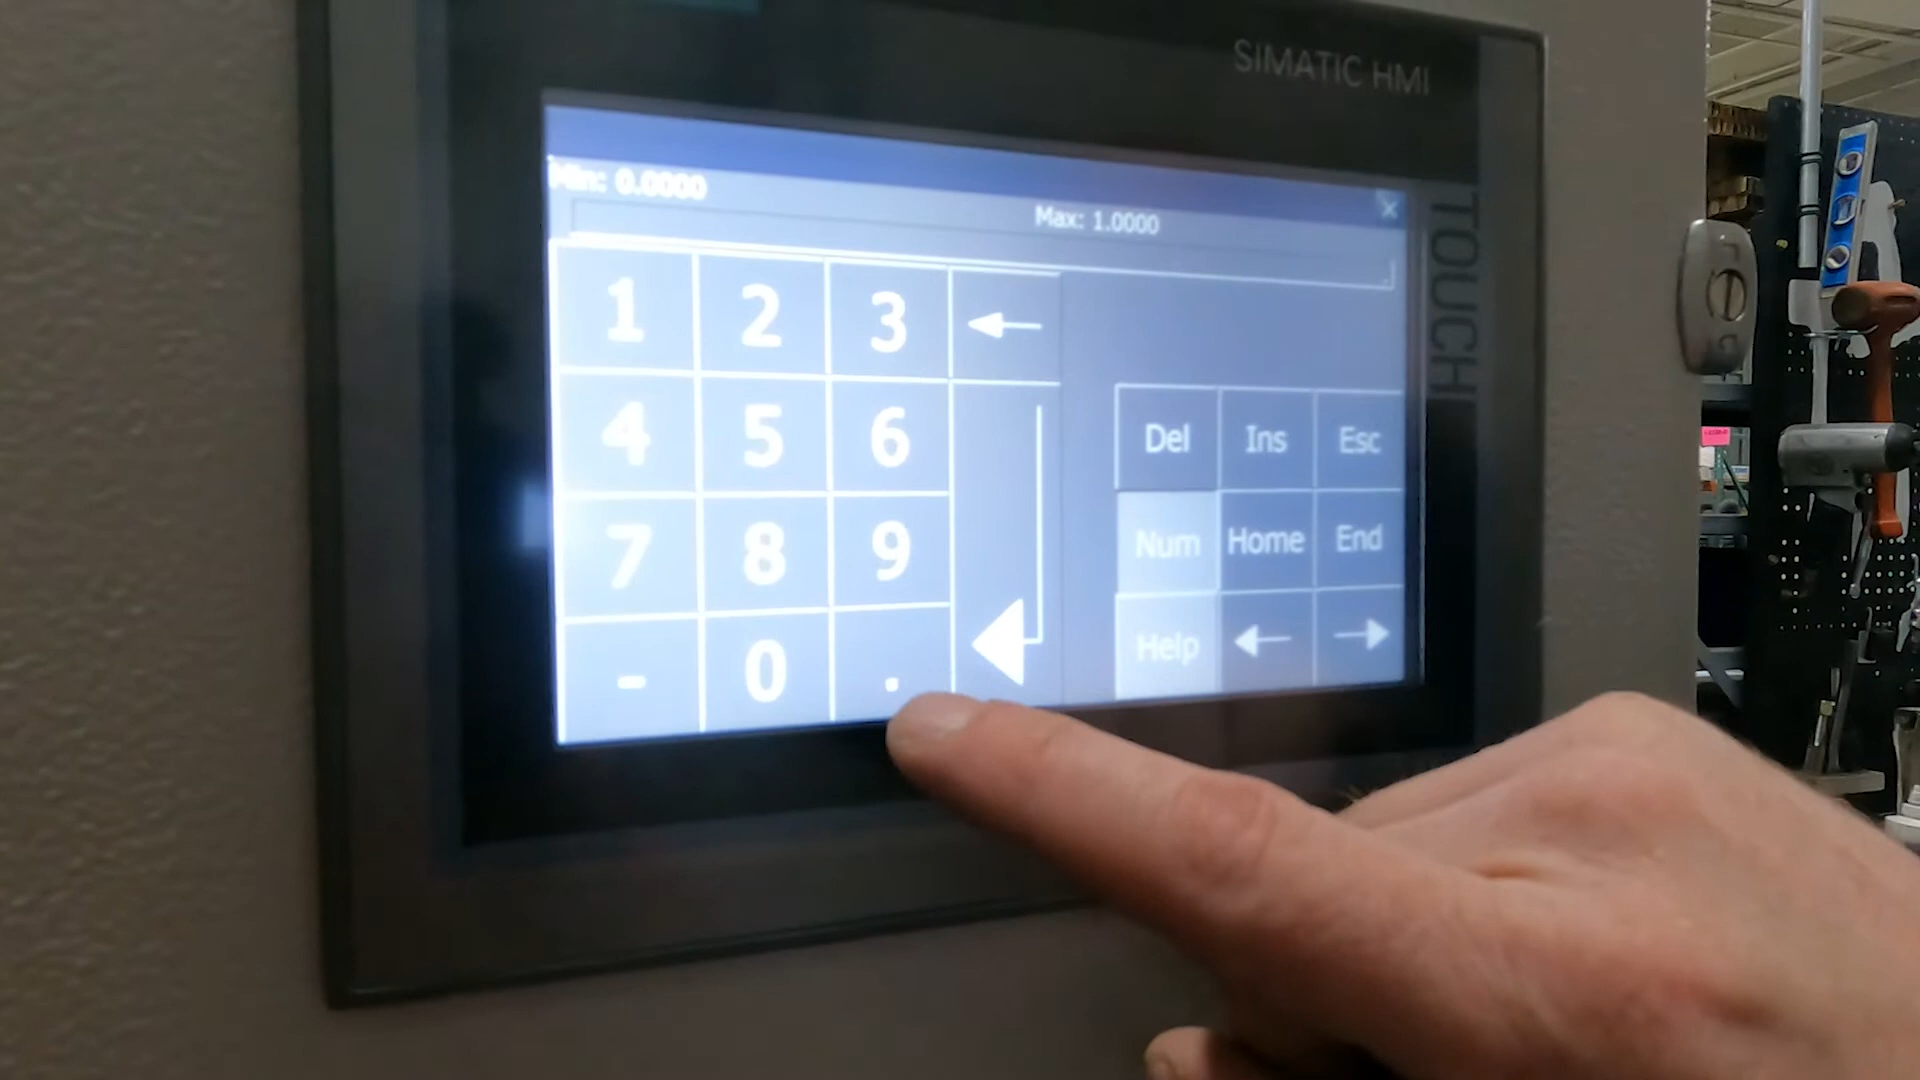 SIMATIC HMI
TOUCH
Min: 0.0000
Max: 1.0000
1 2 3
4 5 6
7 8 9
- 0 .
Del Ins Esc
Num Home End
Help